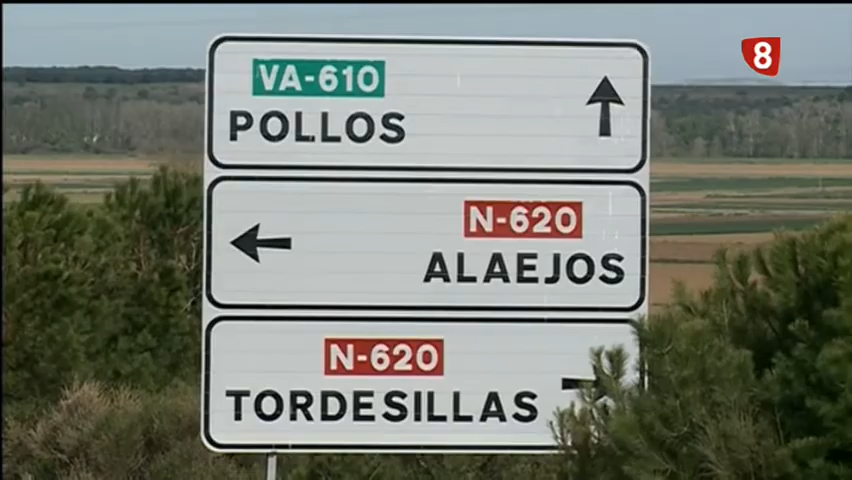 8
VA-610
POLLOS
N-620
ALAEJOS
N-620
TORDESILLAS